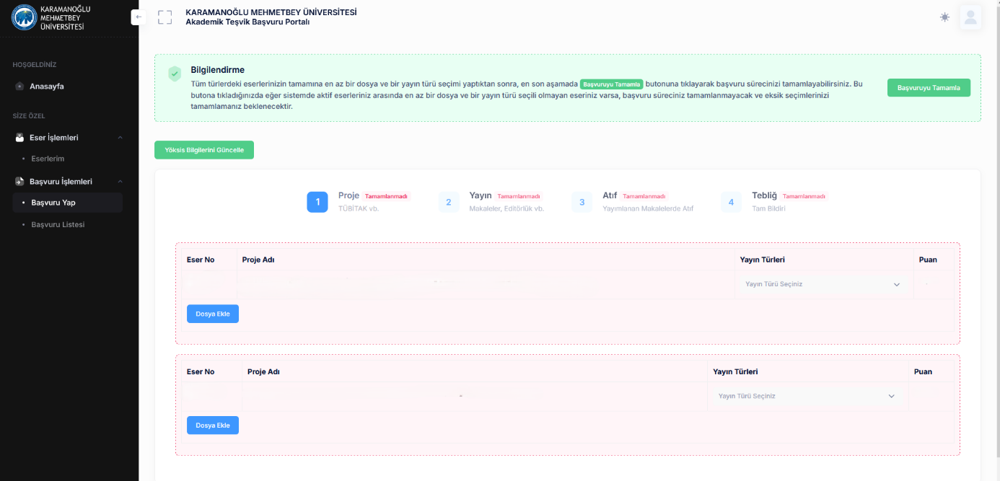 KARAMANOĞLU
MEHMETBEY
ÜNİVERSİTESİ
HOŞGELDİNİZ
Anasayfa
SİZE ÖZEL
Eser İşlemleri
Eserlerim
Başvuru İşlemleri
Başvuru Yap
Başvuru Listesi
KARAMANOĞLU MEHMETBEY ÜNİVERSİTESİ
Akademik Teşvik Başvuru Portalı
Bilgilendirme
Tüm türlerdeki eserlerinizin tamamına en az bir dosya ve bir yayın türü seçimi yaptıktan sonra, en son aşamada Başvuruyu Tamamla butonuna tıklayarak başvuru sürecinizi tamamlayabilirsiniz. Bu
butona tıkladığınızda eğer sistemde aktif eserleriniz arasında en az bir dosya ve bir yayın türü seçili olmayan eseriniz varsa, başvuru süreciniz tamamlanmayacak ve eksik seçimlerinizi
tamamlamanız beklenecektir.
Başvuruyu Tamamla
Yöksis Bilgilerini Güncelle
1 Proje Tamamlanmadı
TÜBİTAK vb.
2 Yayın Tamamlanmadı
Makaleler, Editörlük vb.
3 Atıf Tamamlanmadı
Yayımlanan Makalelerde Atıf
4 Tebliğ Tamamlanmadı
Tam Bildiri
Eser No Proje Adı Yayın Türleri Puan
Yayın Türü Seçiniz
Dosya Ekle
Eser No Proje Adı Yayın Türleri Puan
- Yayın Türü Seçiniz
Dosya Ekle